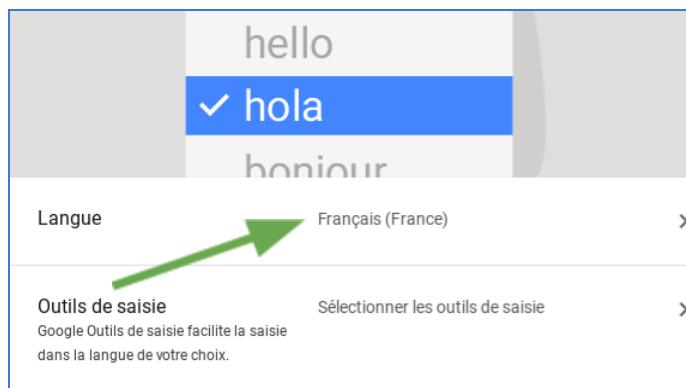 hello
hola
bonjour
Langue
Français (France)
Outils de saisie
Sélectionner les outils de saisie
Google Outils de saisie facilite la saisie
dans la langue de votre choix.